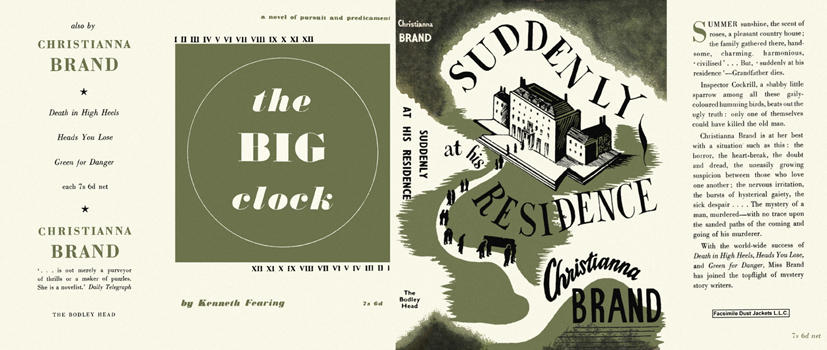 also by
CHRISTIANNA
BRAND
Death in High Heels
Heads You Lose
Green for Danger
each 7s 6d net
CHRISTIANNA
BRAND
'. . . is not merely a purveyor
of thrills or a maker of puzzles.
She is a novelist.' Daily Telegraph
THE BODLEY HEAD
a novel of pursuit and predicament
I II III IV V VI VII VIII IX X XI XII
the
BIG
clock
XII XI X IX VIII VII VI V IV III II I
by Kenneth Fearing
7s 6d
Christianna
BRAND
SUDDENLY
AT HIS RESIDENCE
The
Bodley
Head
SUDDENLY
at his
RESIDENCE
Christianna
BRAND
SUMMER sunshine, the scent of
roses, a pleasant country house;
the family gathered there, hand-
some, charming, harmonious,
'civilised' . . . But, 'suddenly at his
residence'—Grandfather dies.
Inspector Cockrill, a shabby little
sparrow among all these gaily-
coloured humming birds, beats out the
ugly truth: only one of themselves
could have killed the old man.
Christianna Brand is at her best
with a situation such as this: the
horror, the heart-break, the doubt
and dread, the uneasily growing
suspicion between those who love
one another; the nervous irritation,
the bursts of hysterical gaiety, the
sick despair . . . . The mystery of a
man, murdered—with no trace upon
the sanded paths of the coming and
going of his murderer.
With the world-wide success of
Death in High Heels, Heads You Lose,
and Green for Danger, Miss Brand
has joined the topflight of mystery
story writers.
Facsimile Dust Jackets L.L.C.
7s 6d net